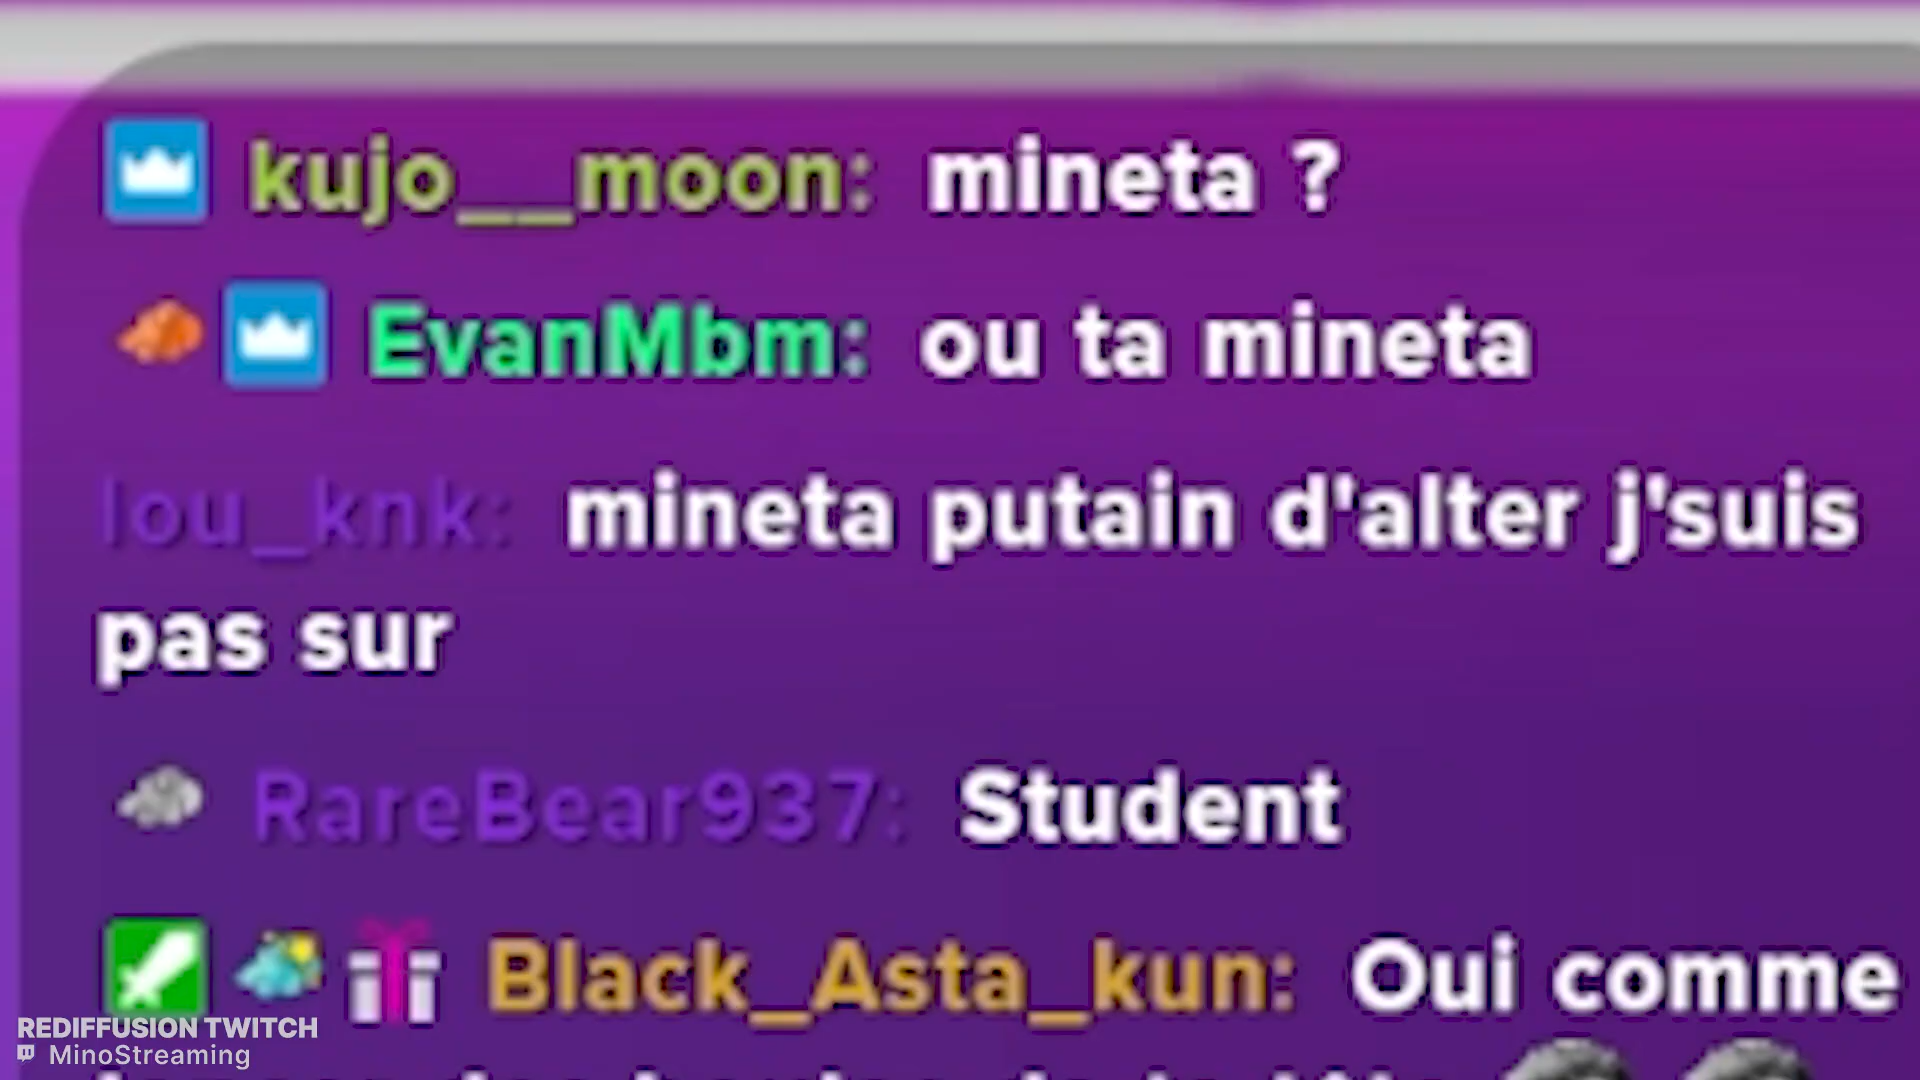 kujo__moon: mineta ?
EvanMbm: ou ta mineta
lou_knk: mineta putain d'alter j'suis
pas sur
RareBear937: Student
Black_Asta_kun: Oui comme
REDIFFUSION TWITCH
MinoStreaming